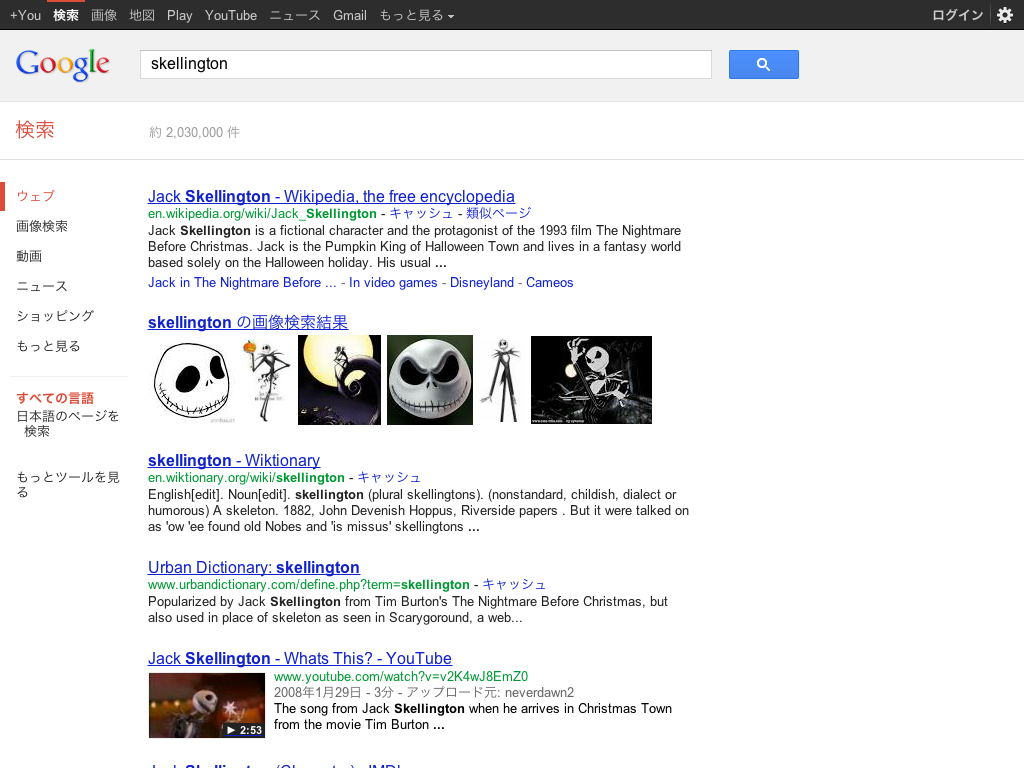 +You 検索 画像 地図 Play YouTube ニュース Gmail もっと見る ログイン
Google skellington
検索 約 2,030,000 件
ウェブ
画像検索
動画
ニュース
ショッピング
もっと見る
すべての言語
日本語のページを
検索
もっとツールを見
る
Jack Skellington - Wikipedia, the free encyclopedia
en.wikipedia.org/wiki/Jack_Skellington - キャッシュ - 類似ページ
Jack Skellington is a fictional character and the protagonist of the 1993 film The Nightmare
Before Christmas. Jack is the Pumpkin King of Halloween Town and lives in a fantasy world
based solely on the Halloween holiday. His usual ...
Jack in The Nightmare Before ... - In video games - Disneyland - Cameos
skellington の画像検索結果
skellington - Wiktionary
en.wiktionary.org/wiki/skellington - キャッシュ
English[edit]. Noun[edit]. skellington (plural skellingtons). (nonstandard, childish, dialect or
humorous) A skeleton. 1882, John Devenish Hoppus, Riverside papers . But it were talked on
as 'ow 'ee found old Nobes and 'is missus' skellingtons ...
Urban Dictionary: skellington
www.urbandictionary.com/define.php?term=skellington - キャッシュ
Popularized by Jack Skellington from Tim Burton's The Nightmare Before Christmas, but
also used in place of skeleton as seen in Scarygoround, a web...
Jack Skellington - Whats This? - YouTube
www.youtube.com/watch?v=v2K4wJ8EmZ0
2008年1月29日 - 3分 - アップロード元: neverdawn2
The song from Jack Skellington when he arrives in Christmas Town
from the movie Tim Burton ...
2:53